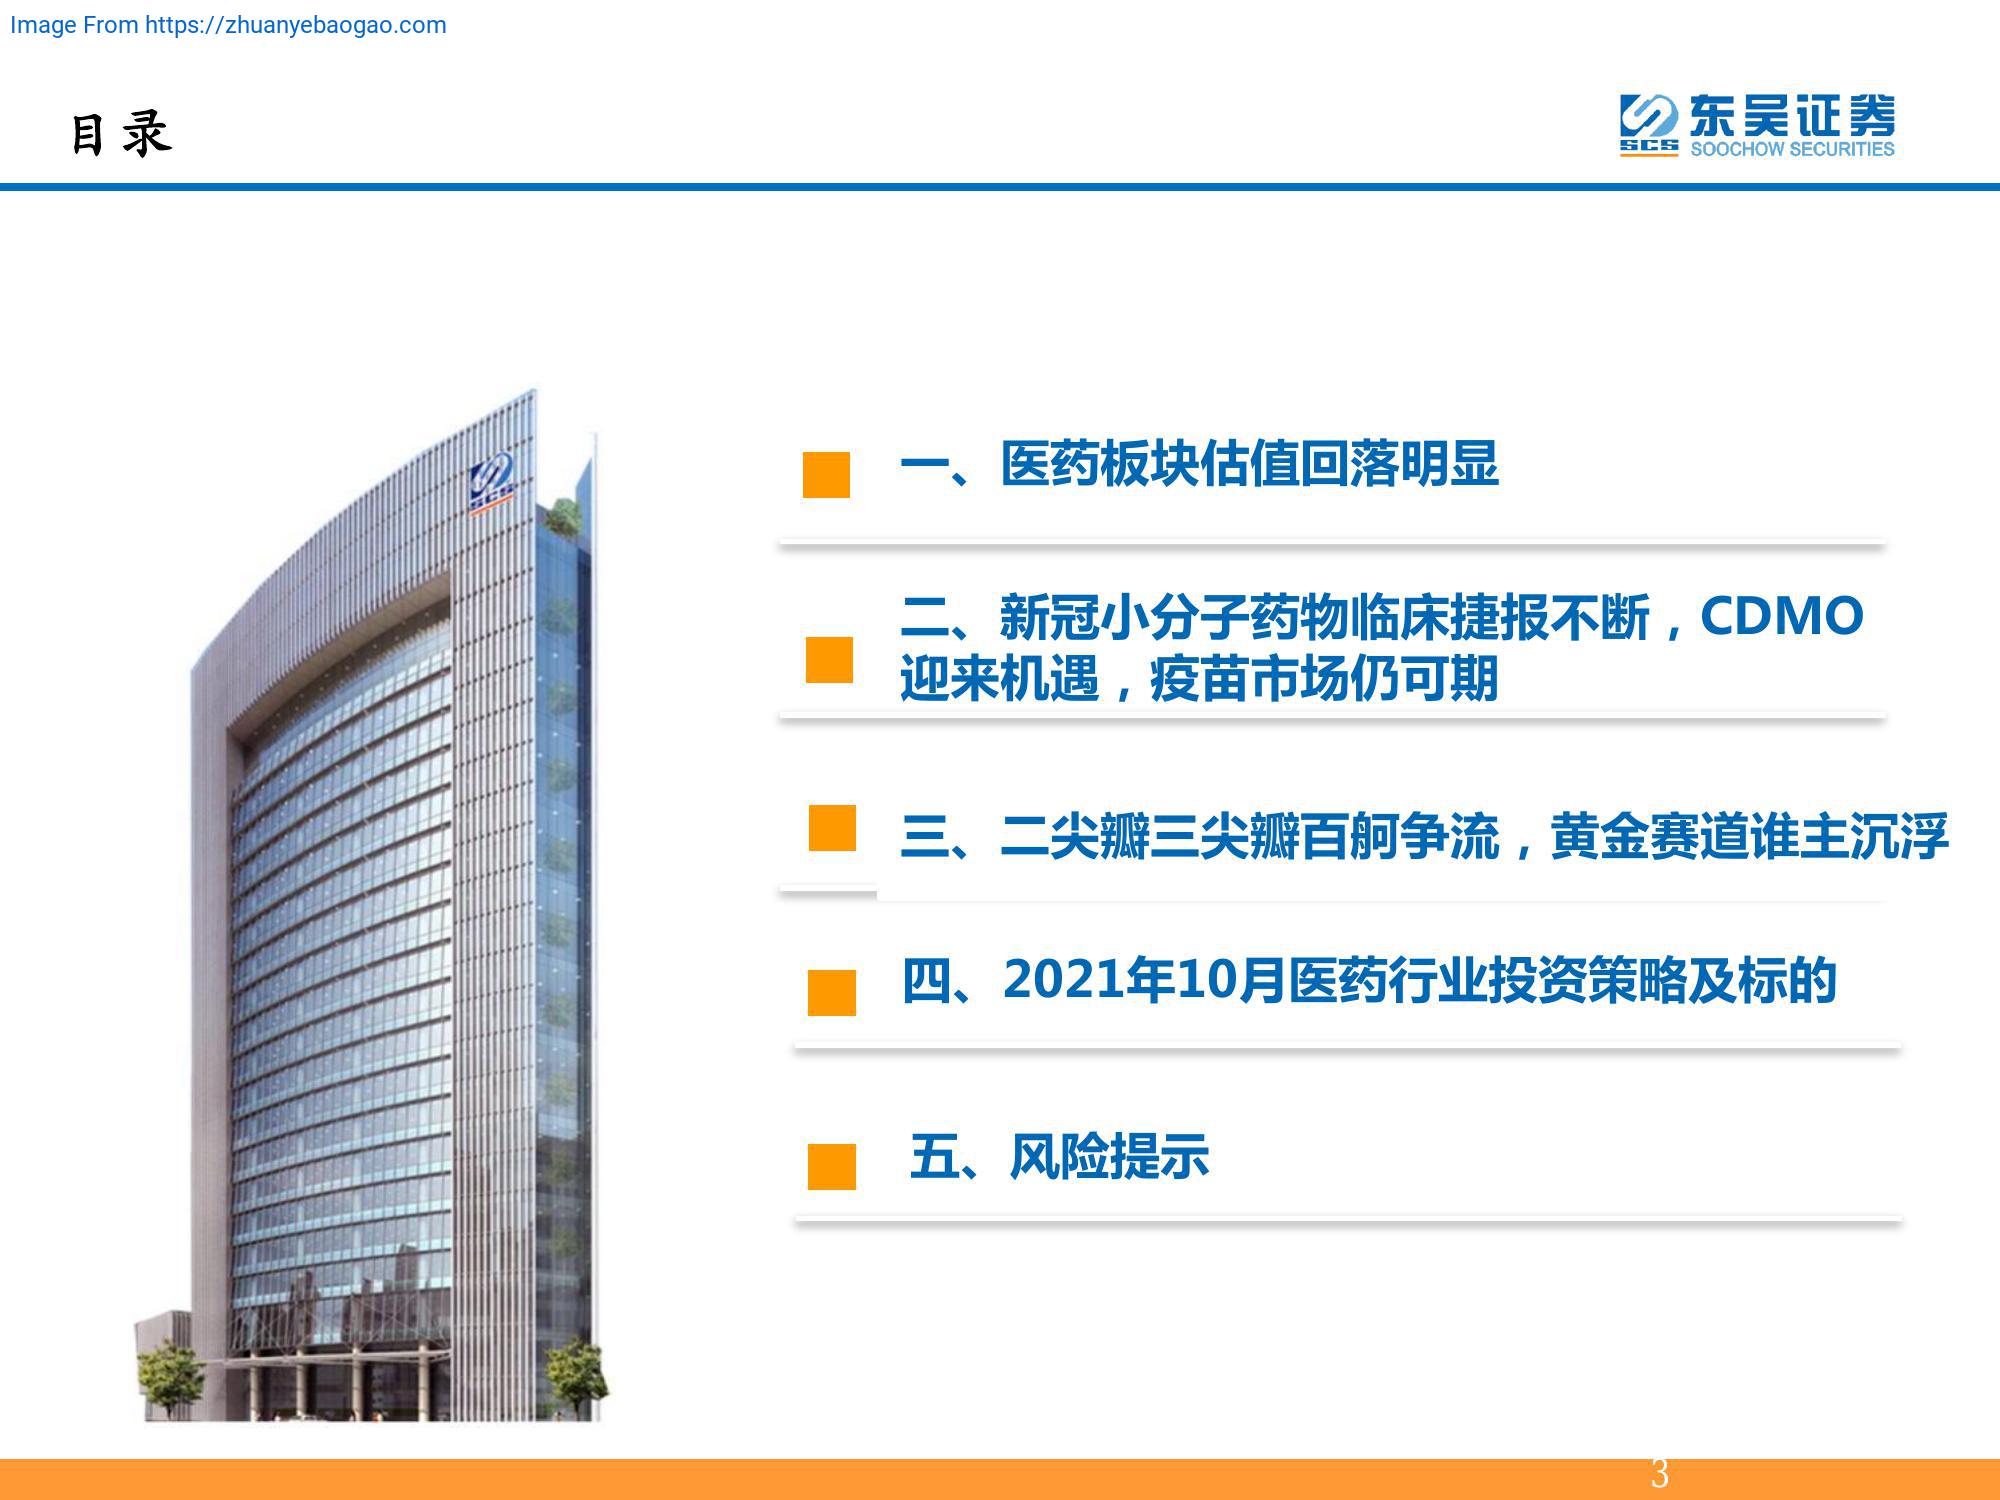 Image From https://zhuanyebaogao.com
目录
东吴证券
SCS
SOOCHOW SECURITIES
SCS
一、医药板块估值回落明显
二、新冠小分子药物临床捷报不断，CDMO
迎来机遇，疫苗市场仍可期
三、二尖瓣三尖瓣百舸争流，黄金赛道谁主沉浮
四、2021年10月医药行业投资策略及标的
五、风险提示
3